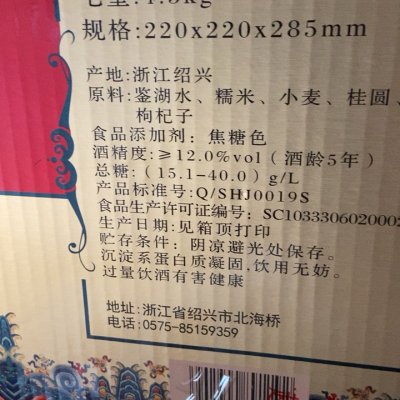 规格:220x220x285mm
产地:浙江绍兴
原料:鉴湖水、糯米、小麦、桂圆、
枸杞子
食品添加剂：焦糖色
酒精度:≥12.0%vol（酒龄5年）
总糖:（15.1-40.0）g/L
产品标准号:Q/SHJ0019S
食品生产许可证编号：SC1033306020002
生产日期:见箱顶打印
贮存条件：阴凉避光处保存。
沉淀系蛋白质凝固,饮用无妨。
过量饮酒有害健康
地址:浙江省绍兴市北海桥
电话:0575-85159359